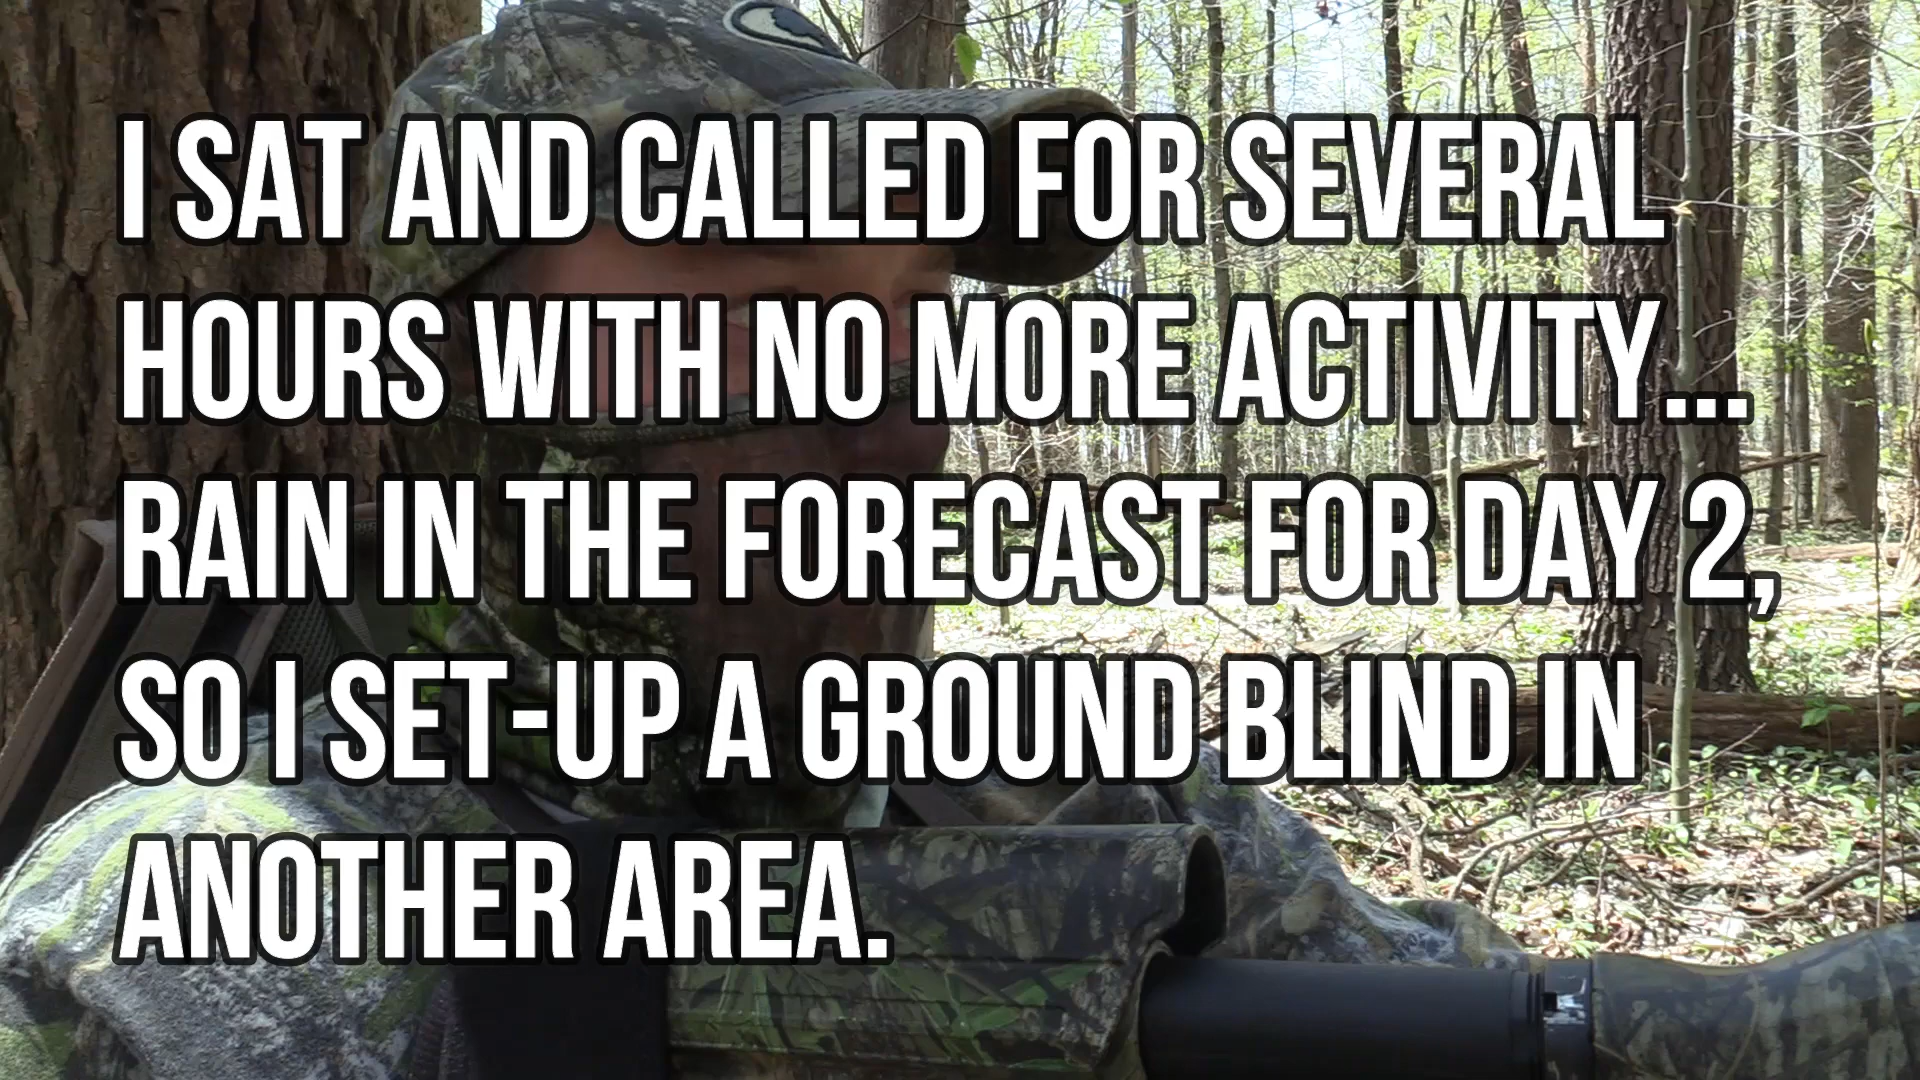 I SAT AND CALLED FOR SEVERAL
HOURS WITH NO MORE ACTIVITY...
RAIN IN THE FORECAST FOR DAY 2,
SO I SET-UP A GROUND BLIND IN
ANOTHER AREA.